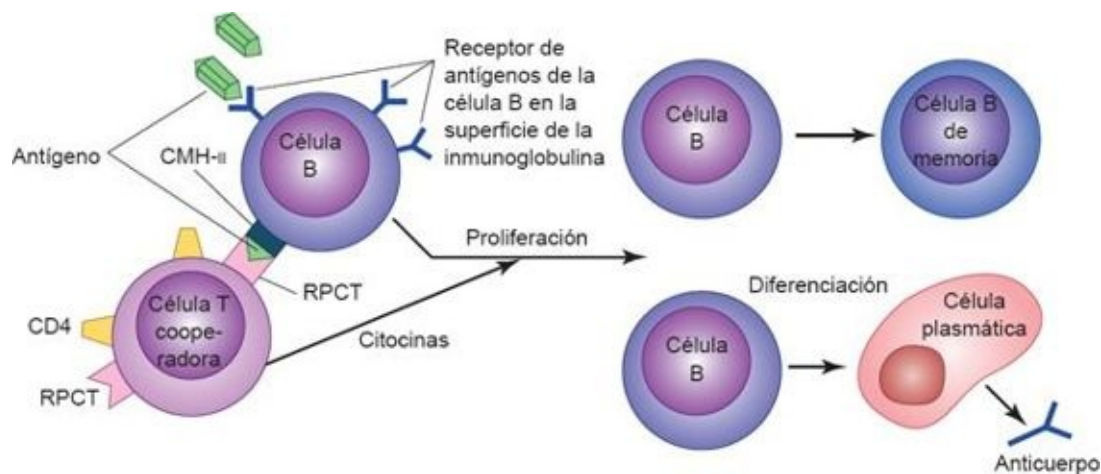 Receptor de
antígenos de la
célula B en la
superficie de la
inmunoglobulina
Célula
B
Antígeno
CMH-II
RPCT
Célula T
coope-
radora
CD4
RPCT
Citocinas
Proliferación
Célula
B
Célula B
de
memoria
Diferenciación
Célula
B
Célula
plasmática
Anticuerpo